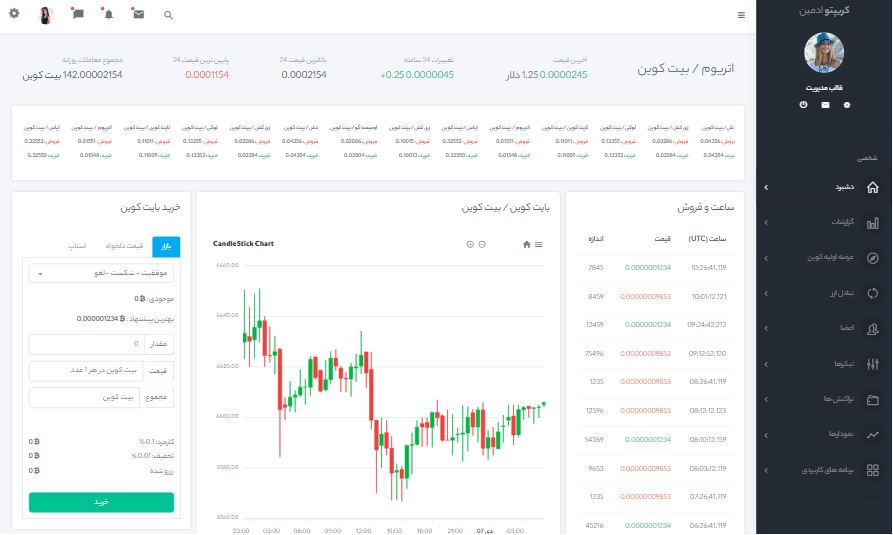 کریپتو ادمین
قالب مدیریت
شخصی
دشبرد
گزارشات
عرضه اولیه کوین
تبادل ارز
اعضا
تیکرها
تراکنش ها
نمودارها
برنامه های کاربردی
اتریوم / بیت کوین
آخرین قیمت
0.0000245 1.25 دلار
تغییرات 24 ساعته
0.0000045 0.25+
بالاترین قیمت 24
0.0002154
پایین ترین قیمت 24
0.0001154
مجموع معاملات روزانه
142.00002154 بیت کوین
دش / بیت کوین زی کش / بیت کوین لوکی / بیت کوین لایت کوین / بیت کوین اتریوم / بیت کوین ایاس / بیت کوین زی کش / بیت کوین اومیسه گو / بیت کوین دش / بیت کوین زی کش / بیت کوین لوکی / بیت کوین لایت کوین / بیت کوین اتریوم / بیت کوین ایاس / بیت کوین
فروش: 0.04356 فروش: 0.02286 فروش: 0.13355 فروش: 0.11011 فروش: 0.01551 فروش: 0.32552 فروش: 0.10015 فروش: 0.02006 فروش: 0.04356 فروش: 0.02286 فروش: 0.13355 فروش: 0.11011 فروش: 0.01551 فروش: 0.32552
خرید: 0.04254 خرید: 0.02284 خرید: 0.13353 خرید: 0.11009 خرید: 0.01548 خرید: 0.32550 خرید: 0.10013 خرید: 0.02004 خرید: 0.04354 خرید: 0.02284 خرید: 0.13353 خرید: 0.11009 خرید: 0.01548 خرید: 0.32550
ساعت و فروش
ساعت (UTC) قیمت اندازه
10:26:41.119 0.0000001234 7845
10:01:12.121 0.00000009853 8459
09:24:42.212 0.0000001234 12459
09:12:52.120 0.00000009853 75496
08:26:41.119 0.00000009853 1235
08:12:12.123 0.00000009853 12596
08:10:12.159 0.0000001234 54269
08:03:12.119 0.00000009853 9653
07:26:41.119 0.00000009853 1235
06:26:41.119 0.0000001234 45216
بایت کوین / بیت کوین
CandleStick Chart
6660.00
6640.00
6620.00
6600.00
6580.00
6560.00
23:00 03:00 06:00 09:00 12:00 15:00 18:00 21:00 دی 07 03:00
خرید بایت کوین
بازار قیمت دلخواه استاپ
موفقیت - شکست - لغو
موجودی: ₿ 0
بهترین پیشنهاد: ₿ 0.000001234
مقدار 0
قیمت بیت کوین در هر 1 عدد
مجموع بیت کوین
کارمزد: 0.1 % ₿ 0
تخفیف: 0.01 % ₿ 0
رزرو شده ₿ 0
خرید